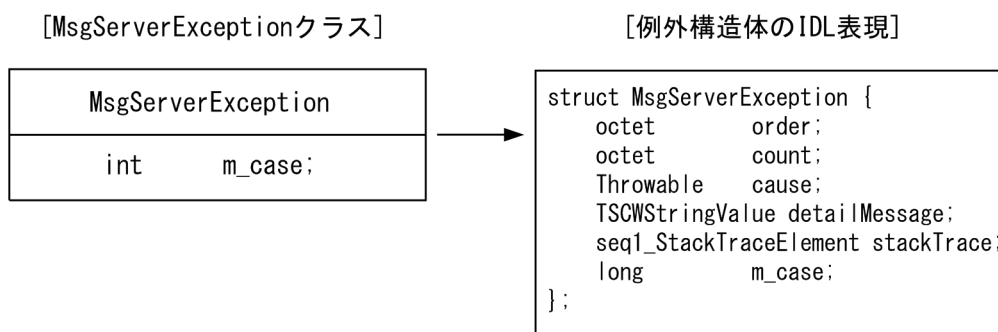 [MsgServerExceptionクラス]
MsgServerException
int m_case;
[例外構造体のIDL表現]
struct MsgServerException {
octet order;
octet count;
Throwable cause;
TSCWStringValue detailMessage;
seq1_StackTraceElement stackTrace;
long m_case;
};